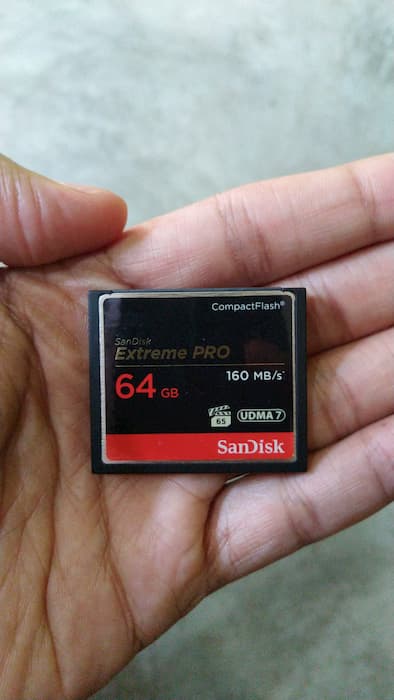 CompactFlash®
SanDisk
Extreme PRO
64 GB
160 MB/s*
65
UDMA 7
SanDisk